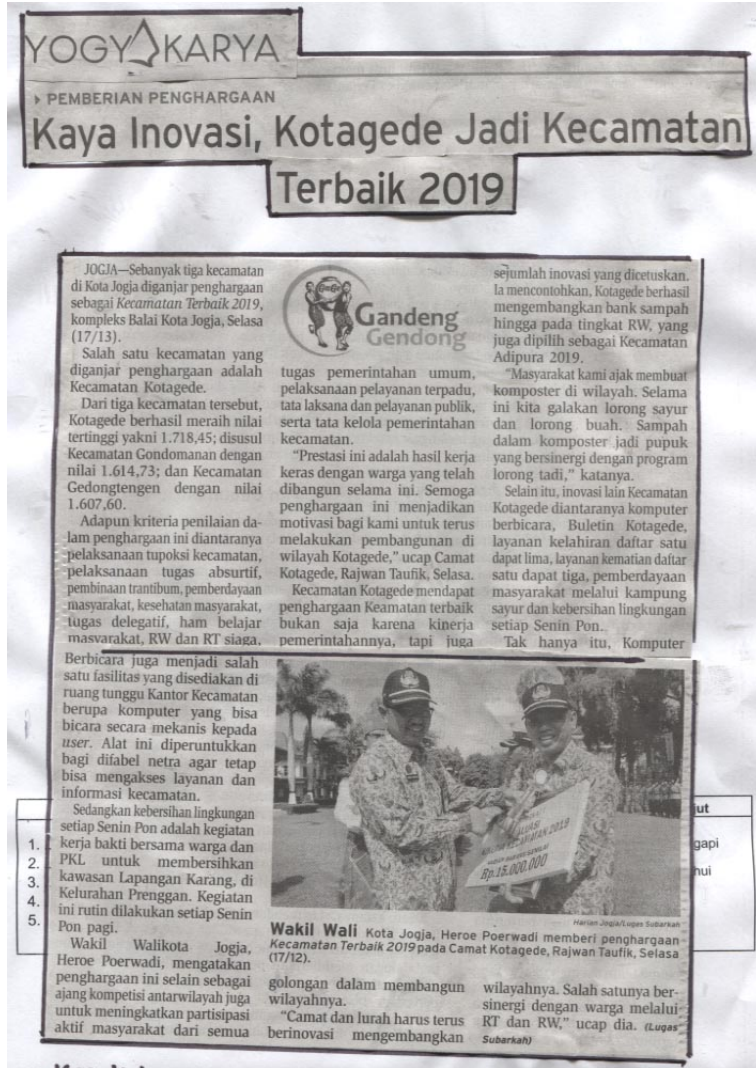 YOGYAKARYA
PEMBERIAN PENGHARGAAN
Kaya Inovasi, Kotagede Jadi Kecamatan
Terbaik 2019
JOGJA—Sebanyak tiga kecamatan
di Kota Jogja diganjar penghargaan
sebagai Kecamatan Terbaik 2019,
kompleks Balai Kota Jogja, Selasa
(17/13).
Salah satu kecamatan yang
diganjar penghargaan adalah
Kecamatan Kotagede.
Dari tiga kecamatan tersebut,
Kotagede berhasil meraih nilai
tertinggi yakni 1.718,45; disusul
Kecamatan Gondomanan dengan
nilai 1.614,73; dan Kecamatan
Gedongtengen dengan nilai
1.607,60.
Adapun kriteria penilaian da-
lam penghargaan ini diantaranya
pelaksanaan tupoksi kecamatan,
pelaksanaan tugas absurtif,
pembinaan trantibum, pemberdayaan
masyarakat, kesehatan masyarakat,
tugas delegatif, ham belajar
masyarakat, RW dan RT siaga,
Gandeng
Gendong
tugas pemerintahan umum,
pelaksanaan pelayanan terpadu,
tata laksana dan pelayanan publik,
serta tata kelola pemerintahan
kecamatan.
"Prestasi ini adalah hasil kerja
keras dengan warga yang telah
dibangun selama ini. Semoga
penghargaan ini menjadikan
motivasi bagi kami untuk terus
melakukan pembangunan di
wilayah Kotagede," ucap Camat
Kotagede, Rajwan Taufik, Selasa.
Kecamatan Kotagede mendapat
penghargaan Keamatan terbaik
bukan saja karena kinerja
pemerintahannya, tapi juga
sejumlah inovasi yang dicetuskan.
Ia mencontohkan, Kotagede berhasil
mengembangkan bank sampah
hingga pada tingkat RW, yang
juga dipilih sebagai Kecamatan
Adipura 2019.
"Masyarakat kami ajak membuat
komposter di wilayah. Selama
ini kita galakan lorong sayur
dan lorong buah. Sampah
dalam komposter jadi pupuk
yang bersinergi dengan program
lorong tadi," katanya.
Selain itu, inovasi lain Kecamatan
Kotagede diantaranya komputer
berbicara, Buletin Kotagede,
layanan kelahiran daftar satu
dapat lima, layanan kematian daftar
satu dapat tiga, pemberdayaan
masyarakat melalui kampung
sayur dan kebersihan lingkungan
setiap Senin Pon..
Tak hanya itu, Komputer
Berbicara juga menjadi salah
satu fasilitas yang disediakan di
ruang tunggu Kantor Kecamatan
berupa komputer yang bisa
bicara secara mekanis kepada
user. Alat ini diperuntukkan
bagi difabel netra agar tetap
bisa mengakses layanan dan
informasi kecamatan.
Sedangkan kebersihan lingkungan
setiap Senin Pon adalah kegiatan
kerja bakti bersama warga dan
PKL untuk membersihkan
kawasan Lapangan Karang, di
Kelurahan Prenggan. Kegiatan
ini rutin dilakukan setiap Senin
Pon pagi.
Wakil Walikota Jogja,
Heroe Poerwadi, mengatakan
penghargaan ini selain sebagai
ajang kompetisi antarwilayah juga
untuk meningkatkan partisipasi
aktif masyarakat dari semua
KECAMATAN 2019
Rp.15.000.000
Harian Jogja/Lugas Subarkah
Wakil Wali Kota Jogja, Heroe Poerwadi memberi penghargaan
Kecamatan Terbaik 2019 pada Camat Kotagede, Rajwan Taufik, Selasa
(17/12).
golongan dalam membangun
wilayahnya.
"Camat dan lurah harus terus
berinovasi mengembangkan
wilayahnya. Salah satunya ber-
sinergi dengan warga melalui
RT dan RW," ucap dia. (Lugas
Subarkah)
1.
2.
3.
4.
5.
jut
gapi
hui